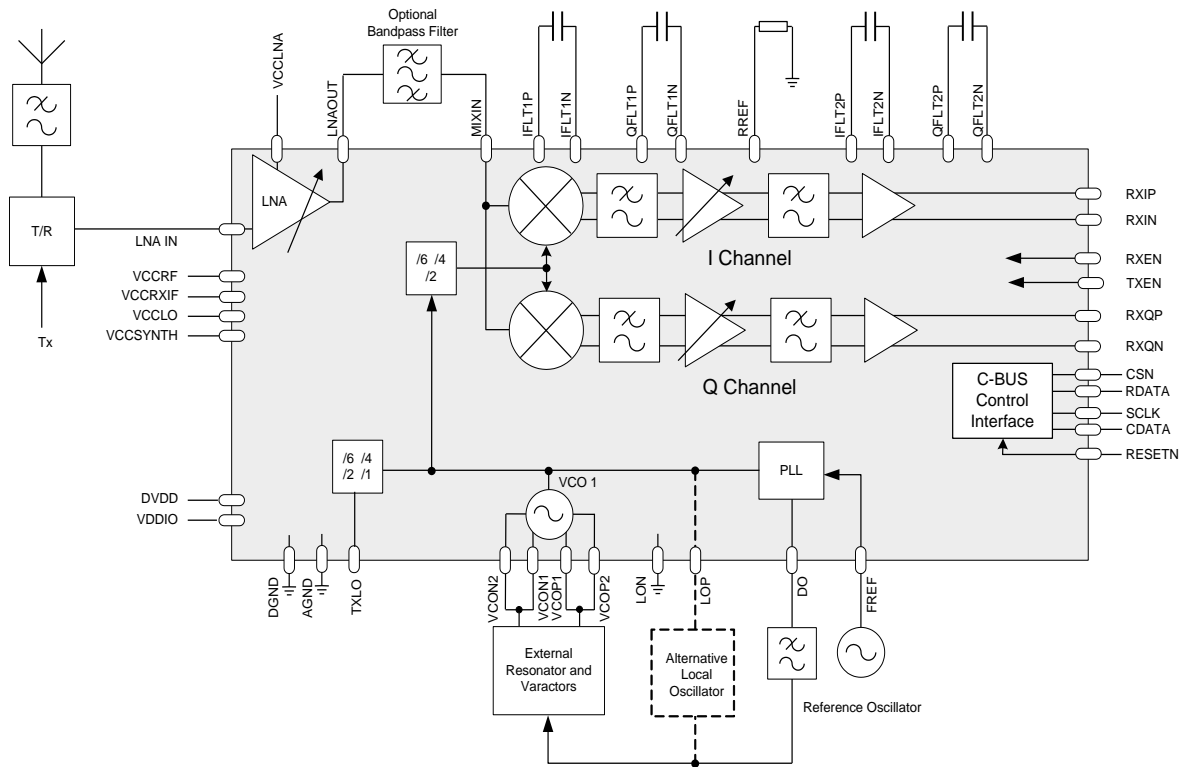 Optional
Bandpass Filter
VCCLNA
LNAOUT
MIXIN
IFLT1P
IFLT1N
QFLT1P
QFLT1N
RREF
IFLT2P
IFLT2N
QFLT2P
QFLT2N
LNA
T/R
LNA IN
Tx
VCCRF
VCCRXIF
VCCLO
VCCSYNTH
/6 /4
/2
I Channel
Q Channel
RXIP
RXIN
RXEN
TXEN
RXQP
RXQN
C-BUS
Control
Interface
CSN
RDATA
SCLK
CDATA
RESETN
/6 /4
/2 /1
VCO 1
PLL
DVDD
VDDIO
DGND
AGND
TXLO
VCON2
VCON1
VCOP1
VCOP2
LON
LOP
DO
FREF
External
Resonator and
Varactors
Alternative
Local
Oscillator
Reference Oscillator